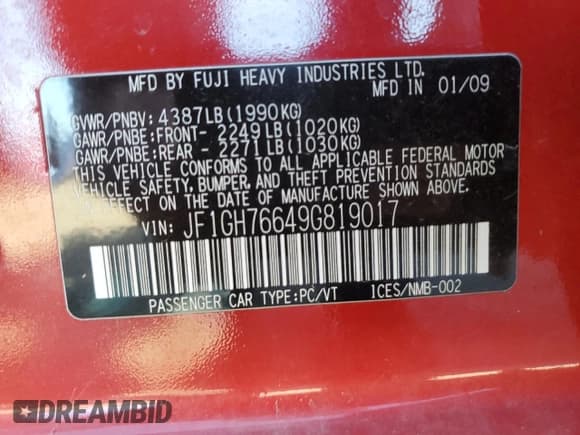 MFD BY FUJI HEAVY INDUSTRIES LTD.
MFD IN 01/09
GVWR/PNBV: 4387LB(1990KG)
GAWR/PNBE:FRONT- 2249LB(1020KG)
GAWR/PNBE:REAR - 2271LB(1030KG)
THIS VEHICLE CONFORMS TO ALL APPLICABLE FEDERAL MOTOR
VEHICLE SAFETY, BUMPER, AND THEFT PREVENTION STANDARDS
IN EFFECT ON THE DATE OF MANUFACTURE SHOWN ABOVE.
VIN: JF1GH76649G819017
PASSENGER CAR TYPE:PC/VT ICES/NMB-002
DREAMBID